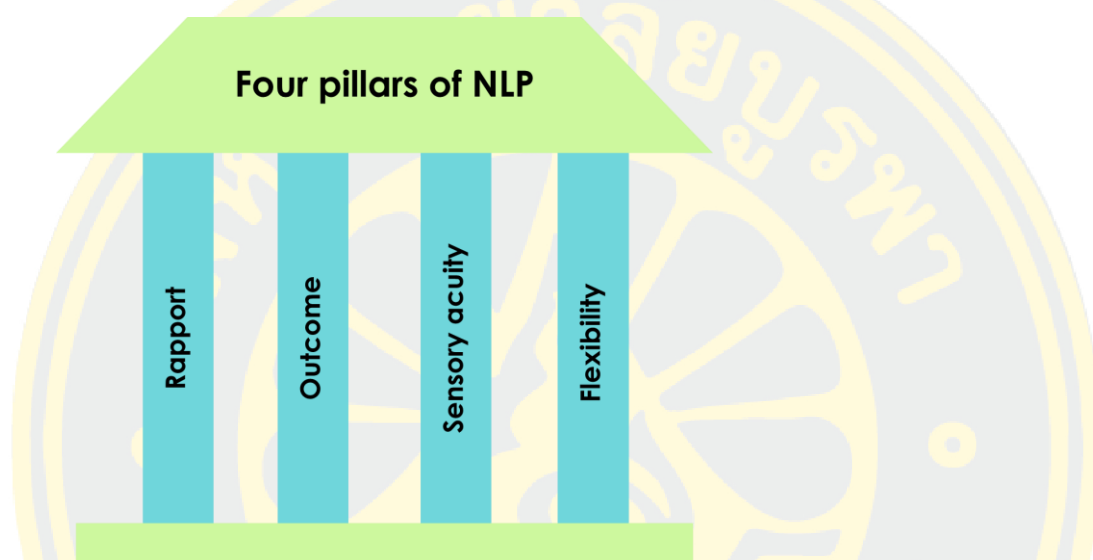 Four pillars of NLP
Rapport
Outcome
Sensory acuity
Flexibility